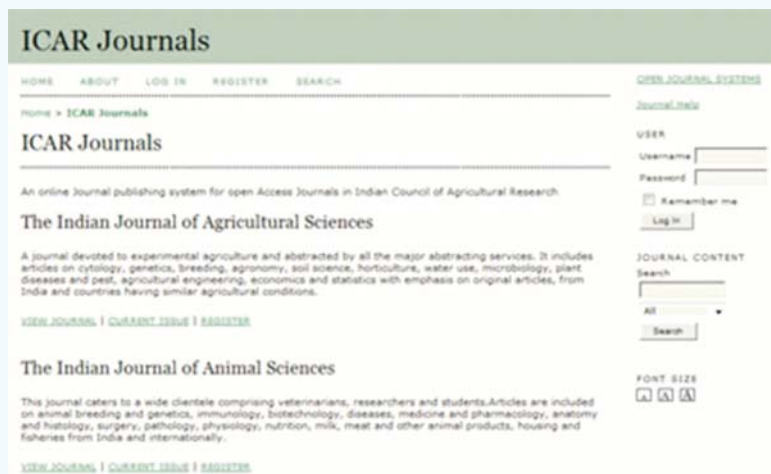 ICAR Journals
HOME ABOUT LOG IN REGISTER SEARCH
Home > ICAR Journals
ICAR Journals
An online Journal publishing system for open Access Journals in Indian Council of Agricultural Research
The Indian Journal of Agricultural Sciences
A journal devoted to experimental agriculture and abstracted by all the major abstracting services. It includes
articles on cytology, genetics, breeding, agronomy, soil science, horticulture, water use, microbiology, plant
diseases and pest, agricultural engineering, economics and statistics with emphasis on original articles, from
India and countries having similar agricultural conditions.
VIEW JOURNAL | CURRENT ISSUE | REGISTER
The Indian Journal of Animal Sciences
This journal caters to a wide clientele comprising veterinarians, researchers and students.Articles are included
on animal breeding and genetics, immunology, biotechnology, diseases, medicine and pharmacology, anatomy
and histology, surgery, pathology, physiology, nutrition, milk, meat and other animal products, housing and
fisheries from India and internationally.
VIEW JOURNAL | CURRENT ISSUE | REGISTER
OPEN JOURNAL SYSTEMS
Journal Help
USER
Username
Password
Remember me
Log In
JOURNAL CONTENT
Search
All
Search
FONT SIZE
A A A